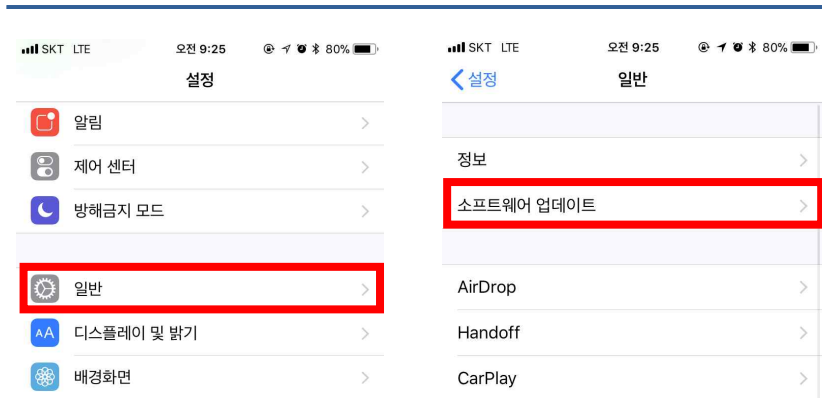 SKT LTE 오전 9:25 80%
설정
알림
제어 센터
방해금지 모드
일반
AA 디스플레이 및 밝기
배경화면
SKT LTE 오전 9:25 80%
설정 일반
정보
소프트웨어 업데이트
AirDrop
Handoff
CarPlay